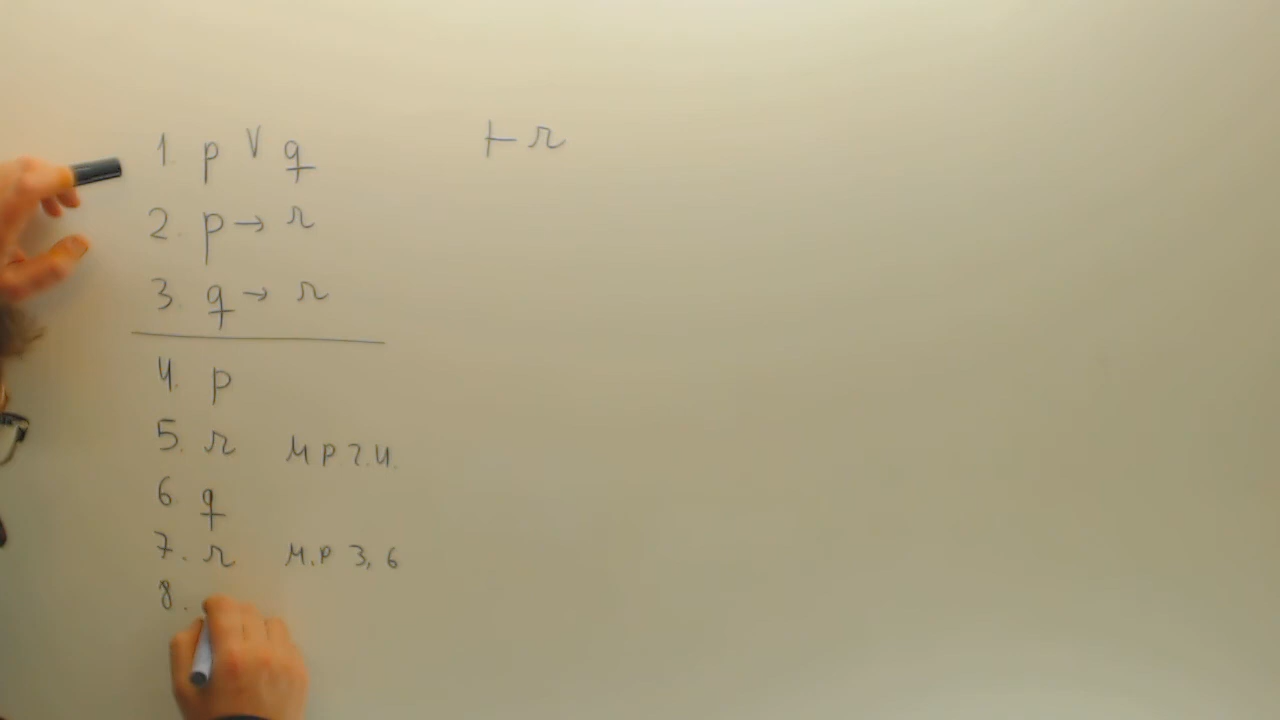 1. p ∨ q ⊢ r
2. p → r
3. q → r
4. p
5. r M P 2.4.
6 q
7. r M.P 3, 6
8.